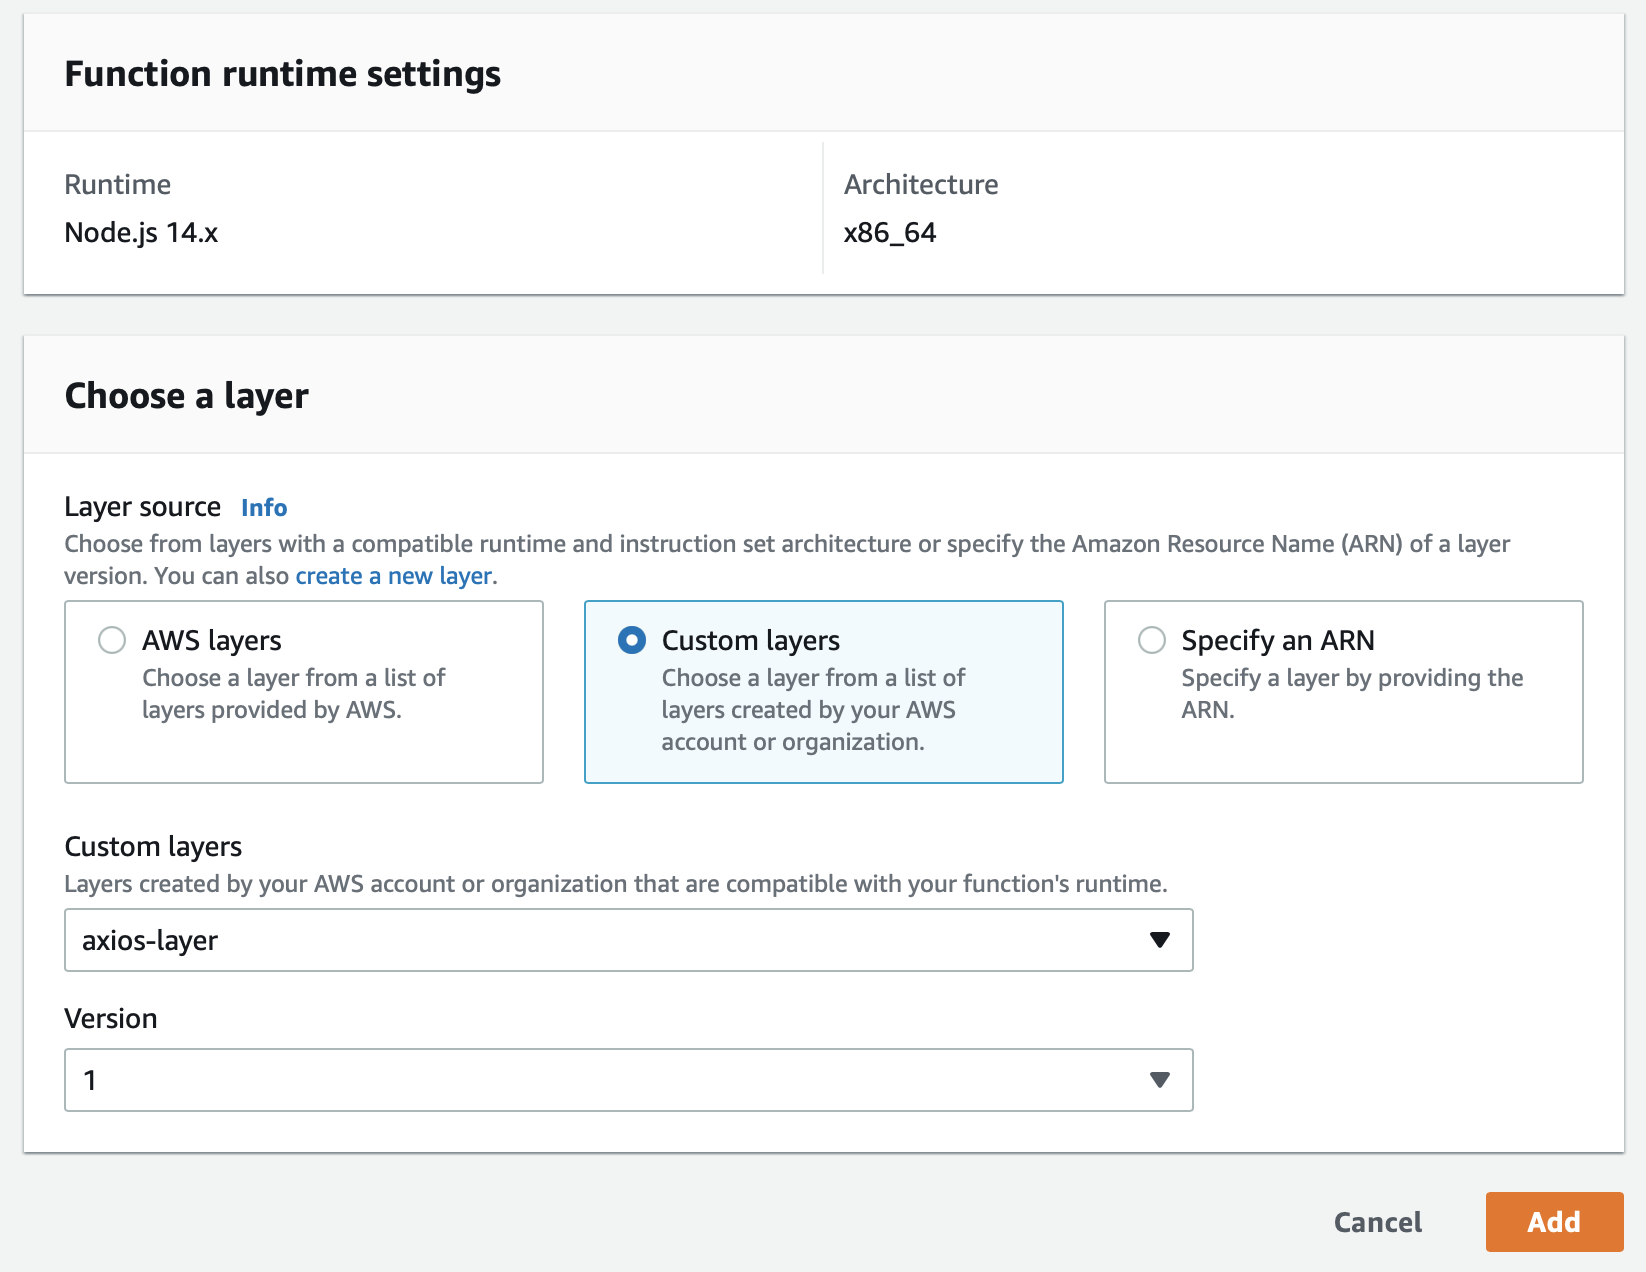 Function runtime settings
Runtime
Node.js 14.x
Architecture
x86_64
Choose a layer
Layer source Info
Choose from layers with a compatible runtime and instruction set architecture or specify the Amazon Resource Name (ARN) of a layer
version. You can also create a new layer.
AWS layers
Choose a layer from a list of
layers provided by AWS.
Custom layers
Choose a layer from a list of
layers created by your AWS
account or organization.
Specify an ARN
Specify a layer by providing the
ARN.
Custom layers
Layers created by your AWS account or organization that are compatible with your function's runtime.
axios-layer
Version
1
Cancel
Add